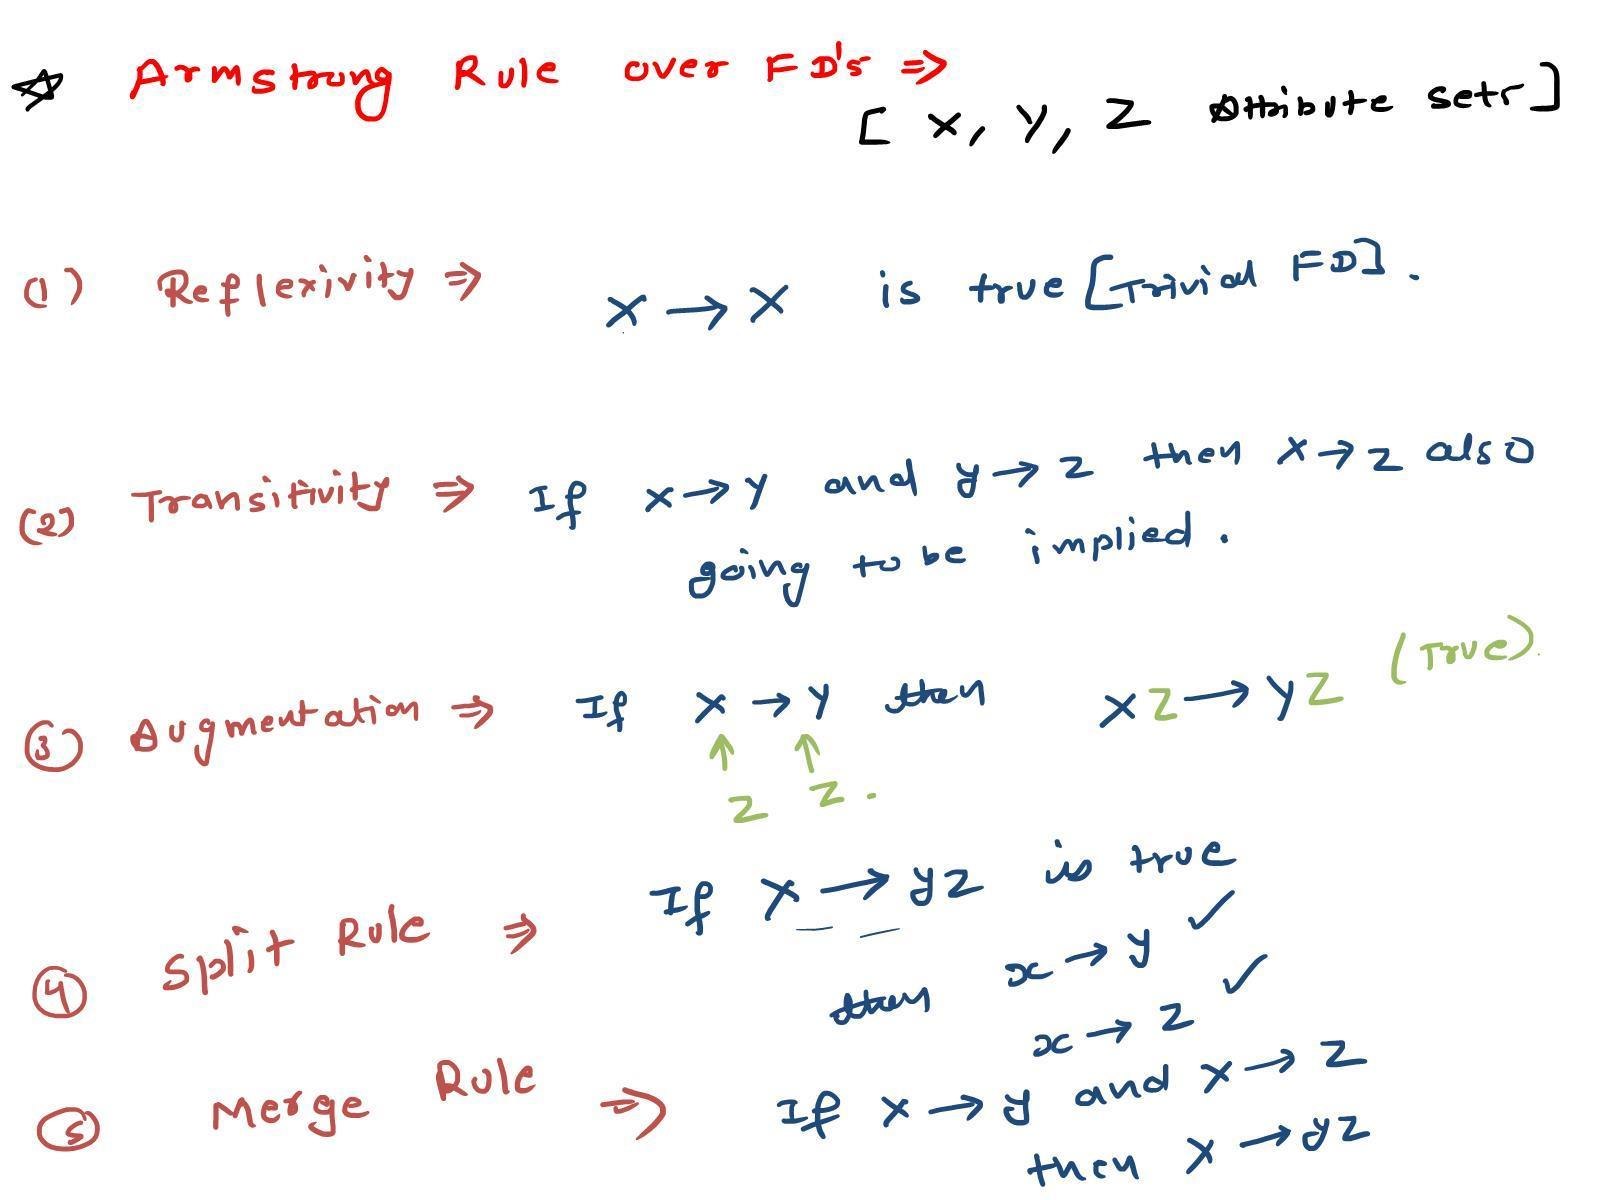 ☆ Armstrong Rule over FD's ⇒
[ X, Y, Z Attribute setr ]
(1) Reflexivity ⇒ X → X is true [Trivial FD].
(2) Transitivity ⇒ If x → y and y → z then x → z also
going to be implied.
(3) Augmentation ⇒ If X → Y then XZ → YZ (True).
↑ ↑
Z Z.
(4) Split Rule ⇒ If X → YZ is true
then x → y ✓
x → z ✓
(5) Merge Rule ⇒ If x → y and x → z
then x → yz